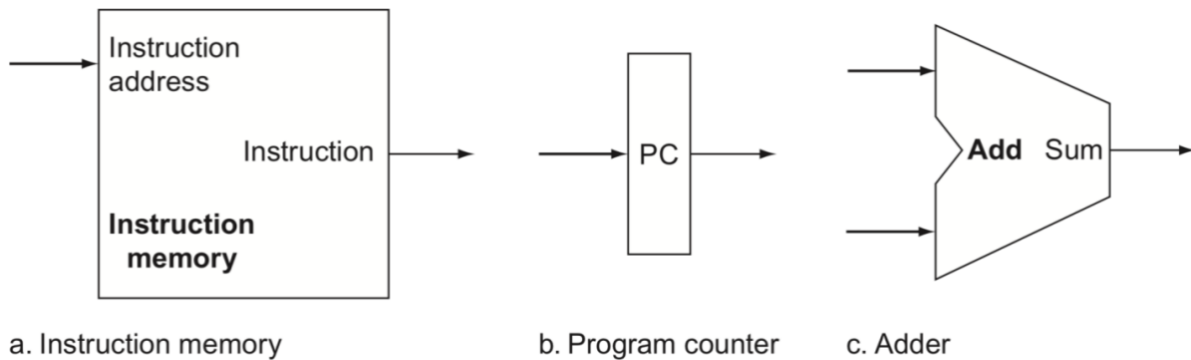 Instruction
address
Instruction
Instruction
memory
PC
Add Sum
a. Instruction memory
b. Program counter
c. Adder